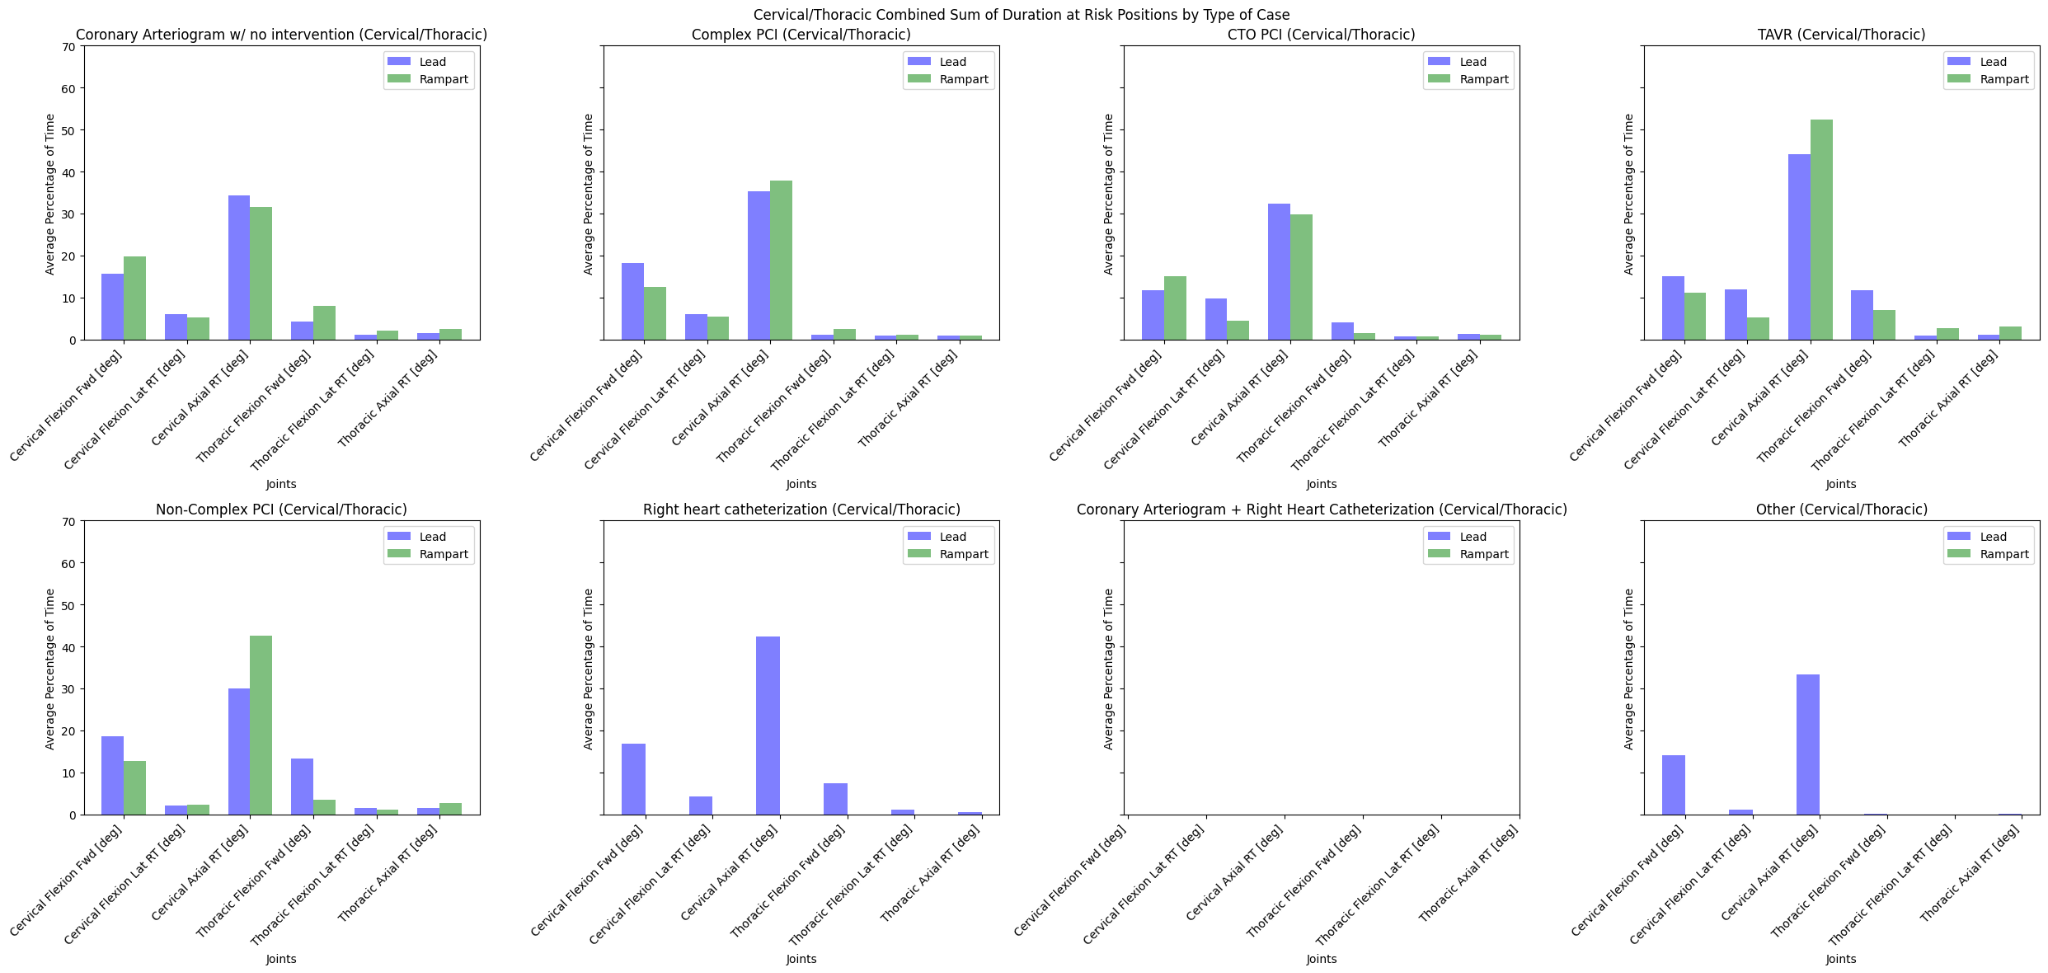 Cervical/Thoracic Combined Sum of Duration at Risk Positions by Type of Case
Coronary Arteriogram w/ no intervention (Cervical/Thoracic)
Lead
Rampart
Average Percentage of Time
70
60
50
40
30
20
10
0
Cervical Flexion Fwd [deg]
Cervical Flexion Lat RT [deg]
Cervical Axial RT [deg]
Thoracic Flexion Fwd [deg]
Thoracic Flexion Lat RT [deg]
Thoracic Axial RT [deg]
Joints
Complex PCI (Cervical/Thoracic)
Lead
Rampart
Average Percentage of Time
Cervical Flexion Fwd [deg]
Cervical Flexion Lat RT [deg]
Cervical Axial RT [deg]
Thoracic Flexion Fwd [deg]
Thoracic Flexion Lat RT [deg]
Thoracic Axial RT [deg]
Joints
CTO PCI (Cervical/Thoracic)
Lead
Rampart
Average Percentage of Time
Cervical Flexion Fwd [deg]
Cervical Flexion Lat RT [deg]
Cervical Axial RT [deg]
Thoracic Flexion Fwd [deg]
Thoracic Flexion Lat RT [deg]
Thoracic Axial RT [deg]
Joints
TAVR (Cervical/Thoracic)
Lead
Rampart
Average Percentage of Time
Cervical Flexion Fwd [deg]
Cervical Flexion Lat RT [deg]
Cervical Axial RT [deg]
Thoracic Flexion Fwd [deg]
Thoracic Flexion Lat RT [deg]
Thoracic Axial RT [deg]
Joints
Non-Complex PCI (Cervical/Thoracic)
Lead
Rampart
Average Percentage of Time
70
60
50
40
30
20
10
0
Cervical Flexion Fwd [deg]
Cervical Flexion Lat RT [deg]
Cervical Axial RT [deg]
Thoracic Flexion Fwd [deg]
Thoracic Flexion Lat RT [deg]
Thoracic Axial RT [deg]
Joints
Right heart catheterization (Cervical/Thoracic)
Lead
Rampart
Average Percentage of Time
Cervical Flexion Fwd [deg]
Cervical Flexion Lat RT [deg]
Cervical Axial RT [deg]
Thoracic Flexion Fwd [deg]
Thoracic Flexion Lat RT [deg]
Thoracic Axial RT [deg]
Joints
Coronary Arteriogram + Right Heart Catheterization (Cervical/Thoracic)
Lead
Rampart
Average Percentage of Time
Cervical Flexion Fwd [deg]
Cervical Flexion Lat RT [deg]
Cervical Axial RT [deg]
Thoracic Flexion Fwd [deg]
Thoracic Flexion Lat RT [deg]
Thoracic Axial RT [deg]
Joints
Other (Cervical/Thoracic)
Lead
Rampart
Average Percentage of Time
Cervical Flexion Fwd [deg]
Cervical Flexion Lat RT [deg]
Cervical Axial RT [deg]
Thoracic Flexion Fwd [deg]
Thoracic Flexion Lat RT [deg]
Thoracic Axial RT [deg]
Joints